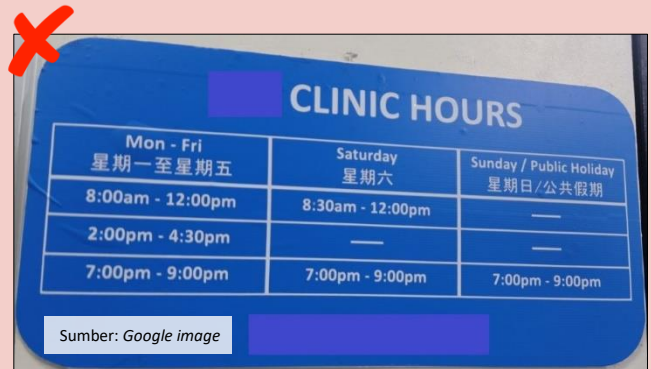 CLINIC HOURS
Mon - Fri
星期一至星期五
Saturday
星期六
Sunday / Public Holiday
星期日/公共假期
8:00am - 12:00pm
8:30am - 12:00pm
—
2:00pm - 4:30pm
—
—
7:00pm - 9:00pm
7:00pm - 9:00pm
7:00pm - 9:00pm
Sumber: Google image